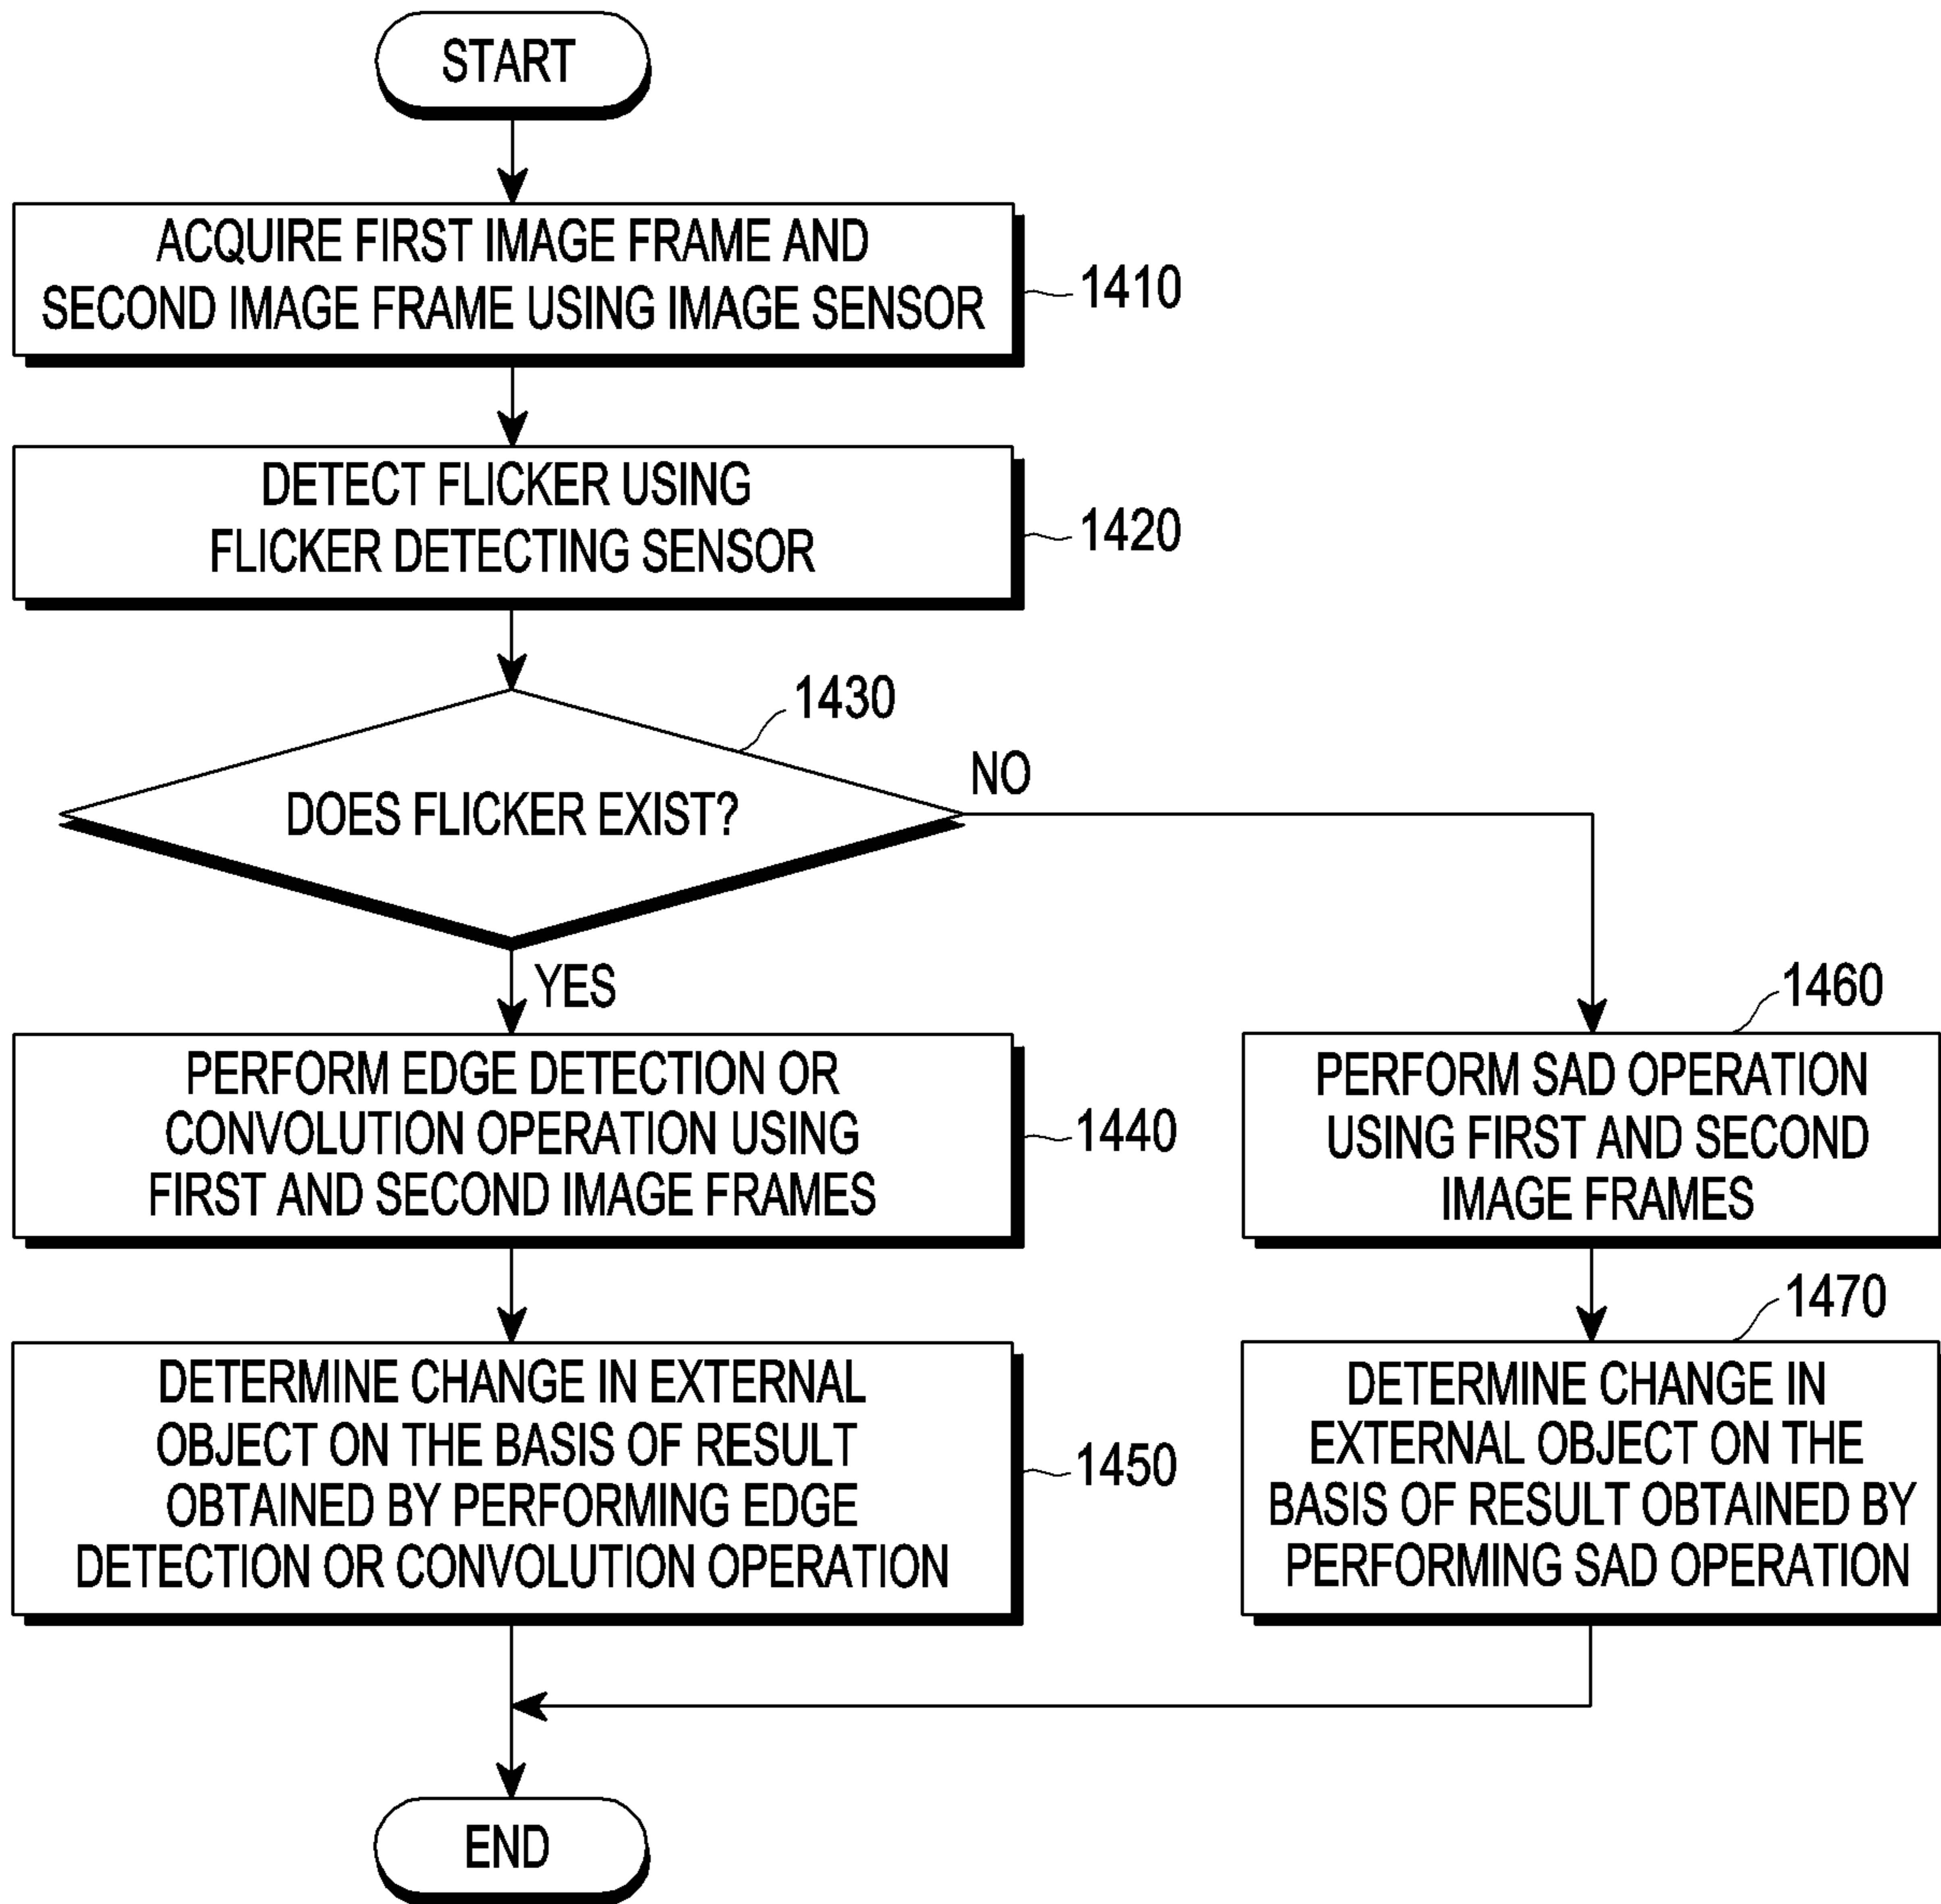 START
ACQUIRE FIRST IMAGE FRAME AND
SECOND IMAGE FRAME USING IMAGE SENSOR
1410
DETECT FLICKER USING
FLICKER DETECTING SENSOR
1420
1430
DOES FLICKER EXIST?
NO
YES
PERFORM EDGE DETECTION OR
CONVOLUTION OPERATION USING
FIRST AND SECOND IMAGE FRAMES
1440
1460
PERFORM SAD OPERATION
USING FIRST AND SECOND
IMAGE FRAMES
DETERMINE CHANGE IN EXTERNAL
OBJECT ON THE BASIS OF RESULT
OBTAINED BY PERFORMING EDGE
DETECTION OR CONVOLUTION OPERATION
1450
1470
DETERMINE CHANGE IN
EXTERNAL OBJECT ON THE
BASIS OF RESULT OBTAINED BY
PERFORMING SAD OPERATION
END